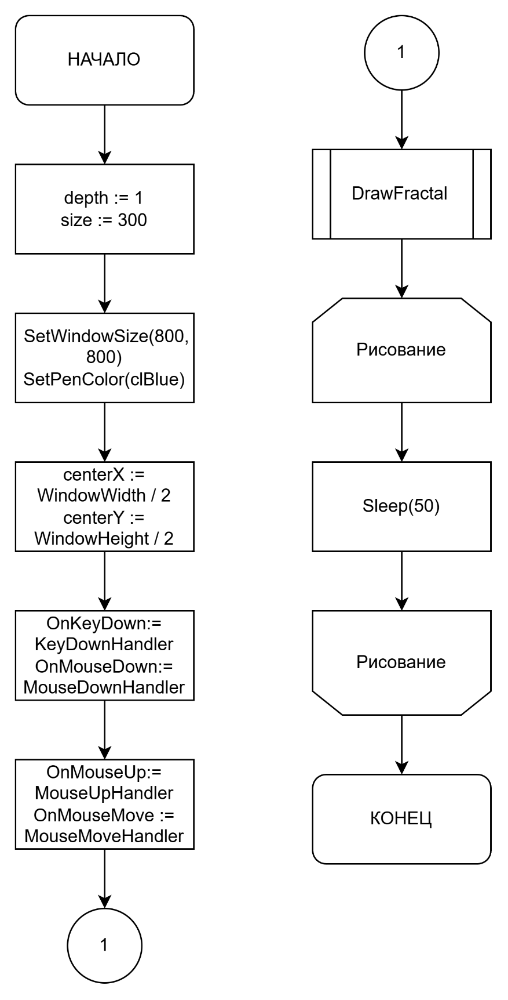 НАЧАЛО
depth := 1
size := 300
SetWindowSize(800,
800)
SetPenColor(clBlue)
centerX :=
WindowWidth / 2
centerY :=
WindowHeight / 2
OnKeyDown:=
KeyDownHandler
OnMouseDown:=
MouseDownHandler
OnMouseUp:=
MouseUpHandler
OnMouseMove :=
MouseMoveHandler
1
1
DrawFractal
Рисование
Sleep(50)
Рисование
КОНЕЦ